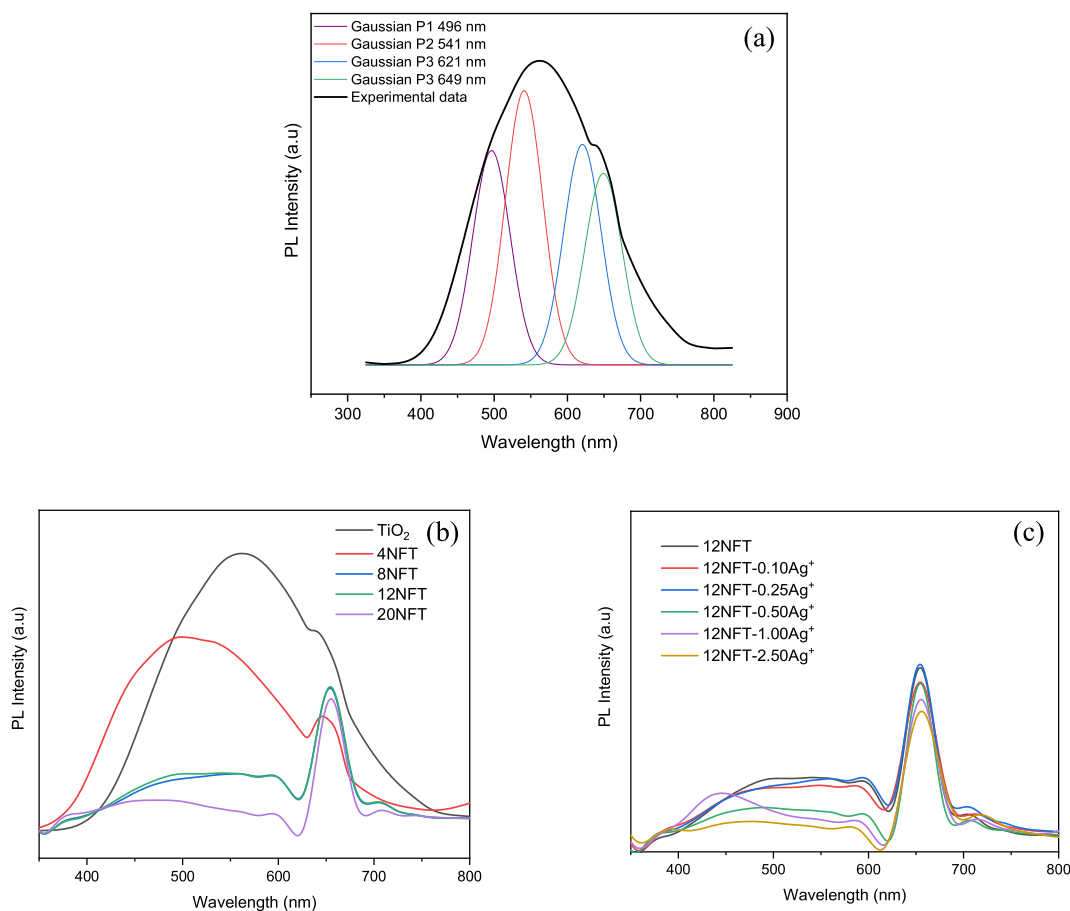 (a)
Gaussian P1 496 nm
Gaussian P2 541 nm
Gaussian P3 621 nm
Gaussian P3 649 nm
Experimental data
PL Intensity (a.u)
300 400 500 600 700 800 900
Wavelength (nm)
(b)
TiO₂
4NFT
8NFT
12NFT
20NFT
PL Intensity (a.u)
400 500 600 700 800
Wavelength (nm)
(c)
12NFT
12NFT-0.10Ag⁺
12NFT-0.25Ag⁺
12NFT-0.50Ag⁺
12NFT-1.00Ag⁺
12NFT-2.50Ag⁺
PL Intensity (a.u)
400 500 600 700 800
Wavelength (nm)